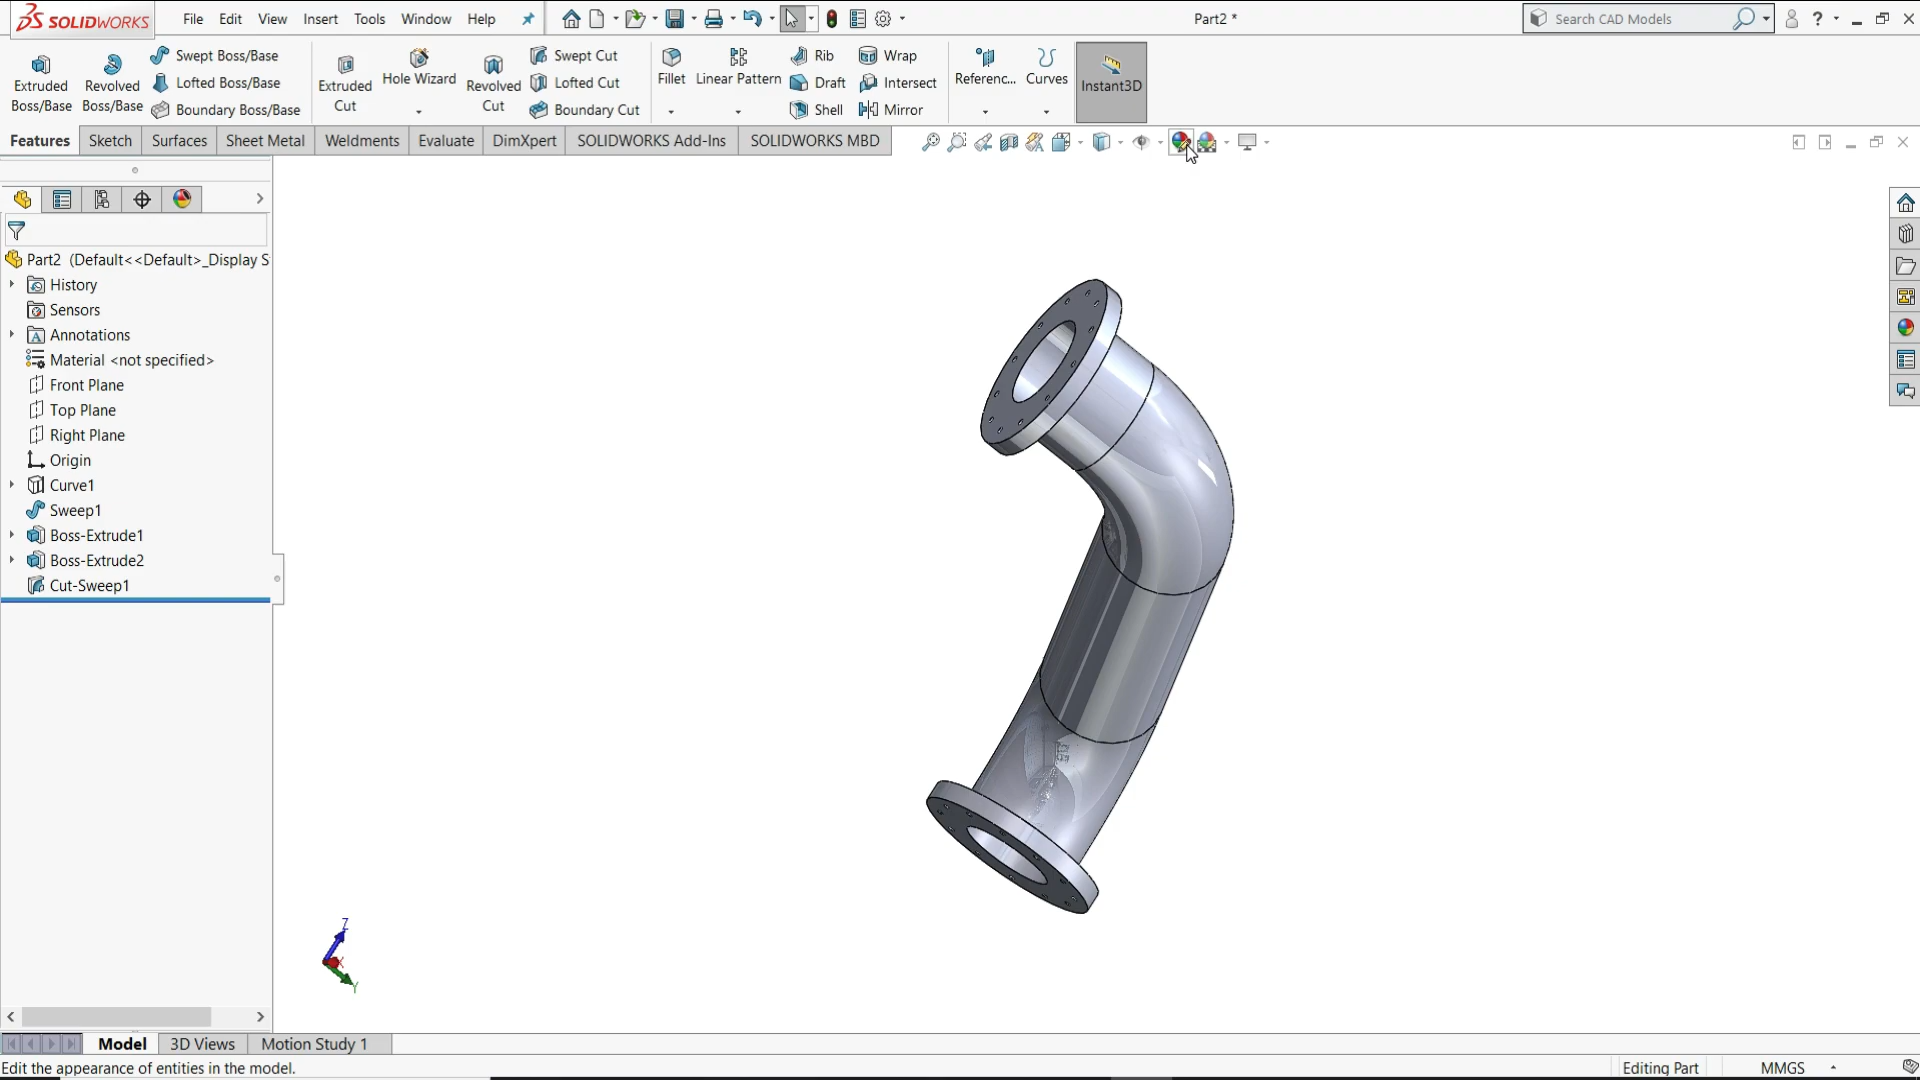 SOLIDWORKS
File Edit View Insert Tools Window Help
Part2 *
Search CAD Models
?
Extruded Boss/Base
Revolved Boss/Base
Swept Boss/Base
Lofted Boss/Base
Boundary Boss/Base
Extruded Cut
Hole Wizard
Revolved Cut
Swept Cut
Lofted Cut
Boundary Cut
Fillet
Linear Pattern
Rib
Draft
Shell
Wrap
Intersect
Mirror
Referenc...
Curves
Instant3D
Features Sketch Surfaces Sheet Metal Weldments Evaluate DimXpert SOLIDWORKS Add-Ins SOLIDWORKS MBD
Part2 (Default<<Default>_Display S
History
Sensors
Annotations
Material <not specified>
Front Plane
Top Plane
Right Plane
Origin
Curve1
Sweep1
Boss-Extrude1
Boss-Extrude2
Cut-Sweep1
Z
X
Y
Model 3D Views Motion Study 1
Edit the appearance of entities in the model.
Editing Part
MMGS